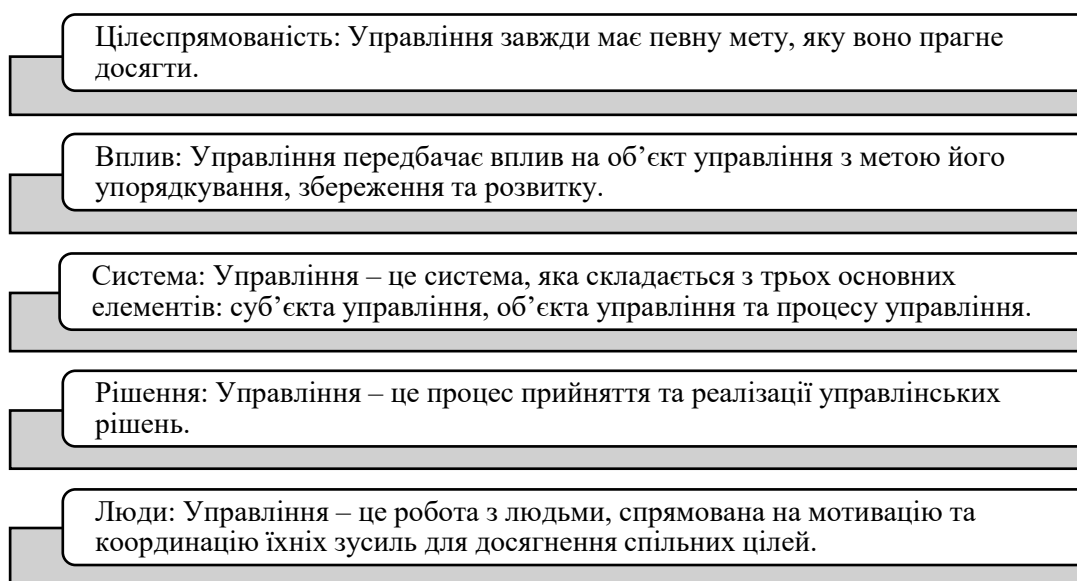 Цілеспрямованість: Управління завжди має певну мету, яку воно прагне
досягти.
Вплив: Управління передбачає вплив на об’єкт управління з метою його
упорядкування, збереження та розвитку.
Система: Управління – це система, яка складається з трьох основних
елементів: суб’єкта управління, об’єкта управління та процесу управління.
Рішення: Управління – це процес прийняття та реалізації управлінських
рішень.
Люди: Управління – це робота з людьми, спрямована на мотивацію та
координацію їхніх зусиль для досягнення спільних цілей.